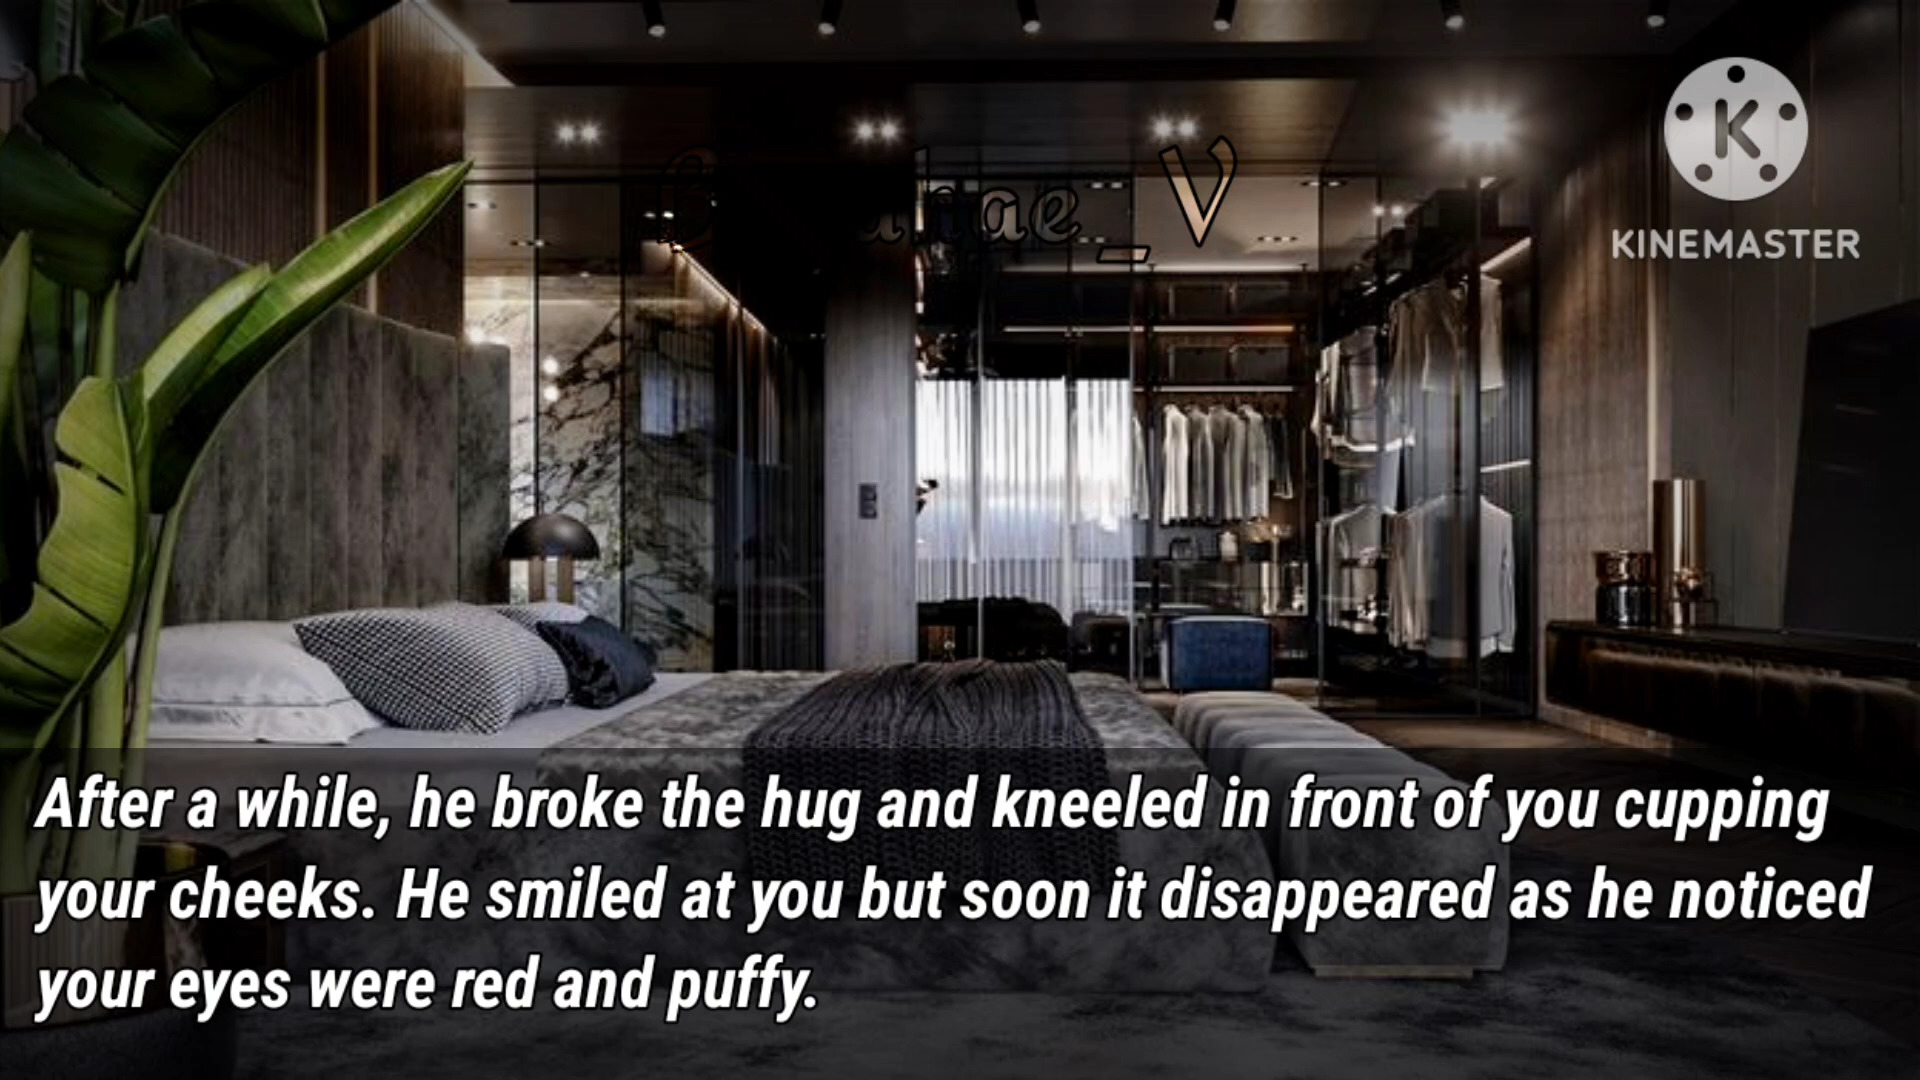 K
KINEMASTER
After a while, he broke the hug and kneeled in front of you cupping
your cheeks. He smiled at you but soon it disappeared as he noticed
your eyes were red and puffy.